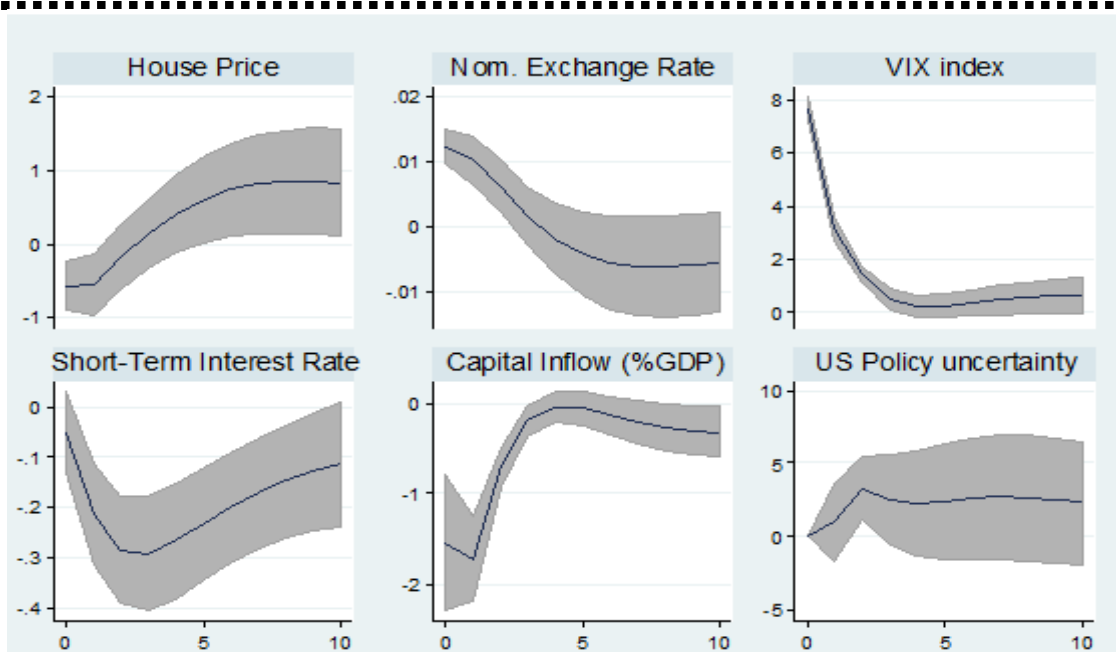 House Price
Nom. Exchange Rate
VIX index
2
1
0
-1
.02
.01
0
-.01
8
6
4
2
0
Short-Term Interest Rate
Capital Inflow (%GDP)
US Policy uncertainty
0
-.1
-.2
-.3
-.4
0
-1
-2
10
5
0
-5
0 5 10
0 5 10
0 5 10